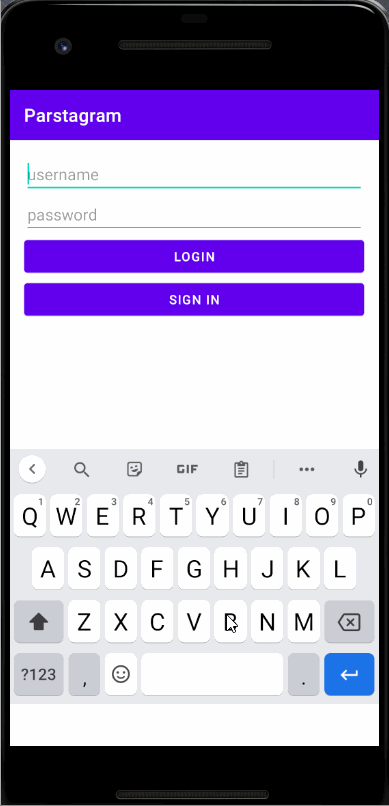 Parstagram
username
password
LOGIN
SIGN IN
GIF
Q1 W2 E3 R4 T5 Y6 U7 I8 O9 P0
A S D F G H J K L
Z X C V B N M
?123 , .